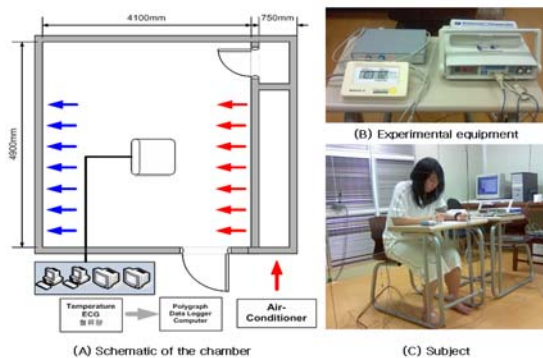 4100mm
750mm
4900mm
Temperature
ECG
Polygraph
Data Logger
Computer
Air-
Conditioner
(A) Schematic of the chamber
(B) Experimental equipment
(C) Subject